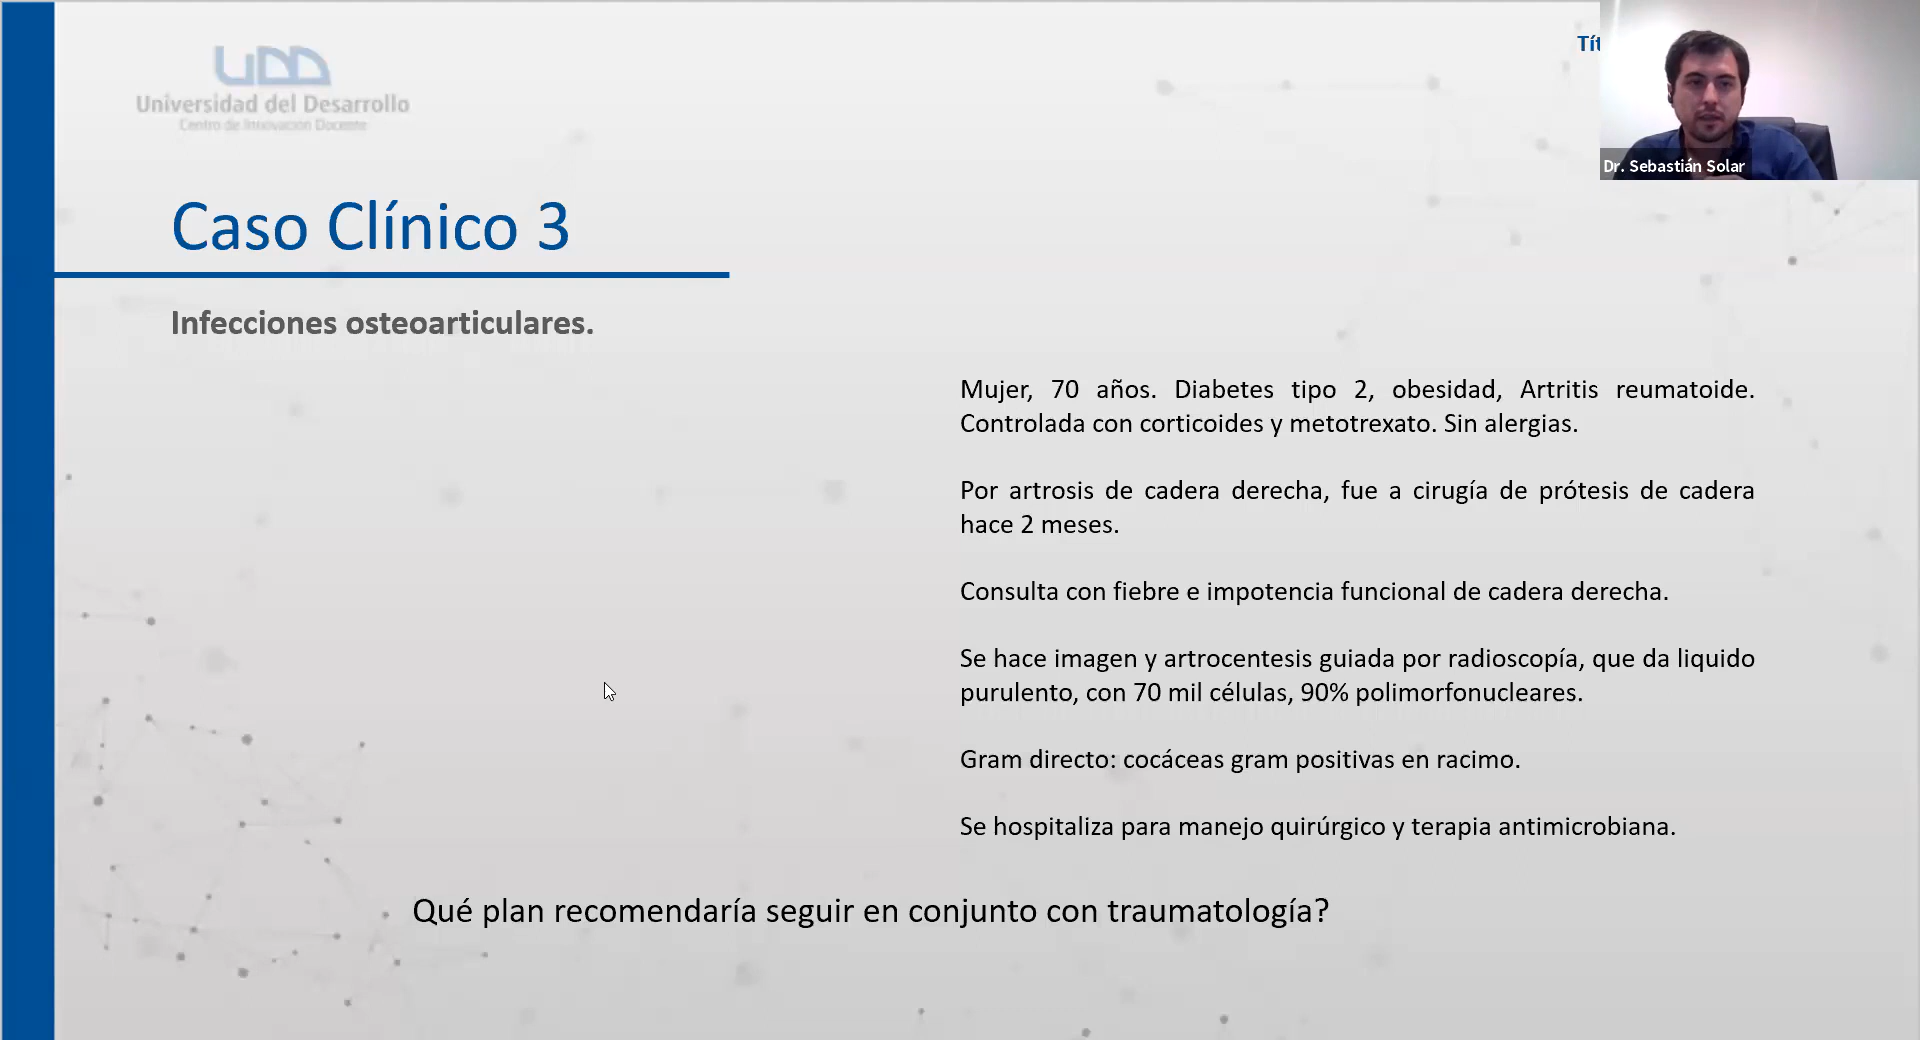 Universidad del Desarrollo
Centro de Innovación Docente
Tít
Dr. Sebastián Solar
Caso Clínico 3
Infecciones osteoarticulares.
Mujer, 70 años. Diabetes tipo 2, obesidad, Artritis reumatoide.
Controlada con corticoides y metotrexato. Sin alergias.
Por artrosis de cadera derecha, fue a cirugía de prótesis de cadera
hace 2 meses.
Consulta con fiebre e impotencia funcional de cadera derecha.
Se hace imagen y artrocentesis guiada por radioscopía, que da liquido
purulento, con 70 mil células, 90% polimorfonucleares.
Gram directo: cocáceas gram positivas en racimo.
Se hospitaliza para manejo quirúrgico y terapia antimicrobiana.
Qué plan recomendaría seguir en conjunto con traumatología?